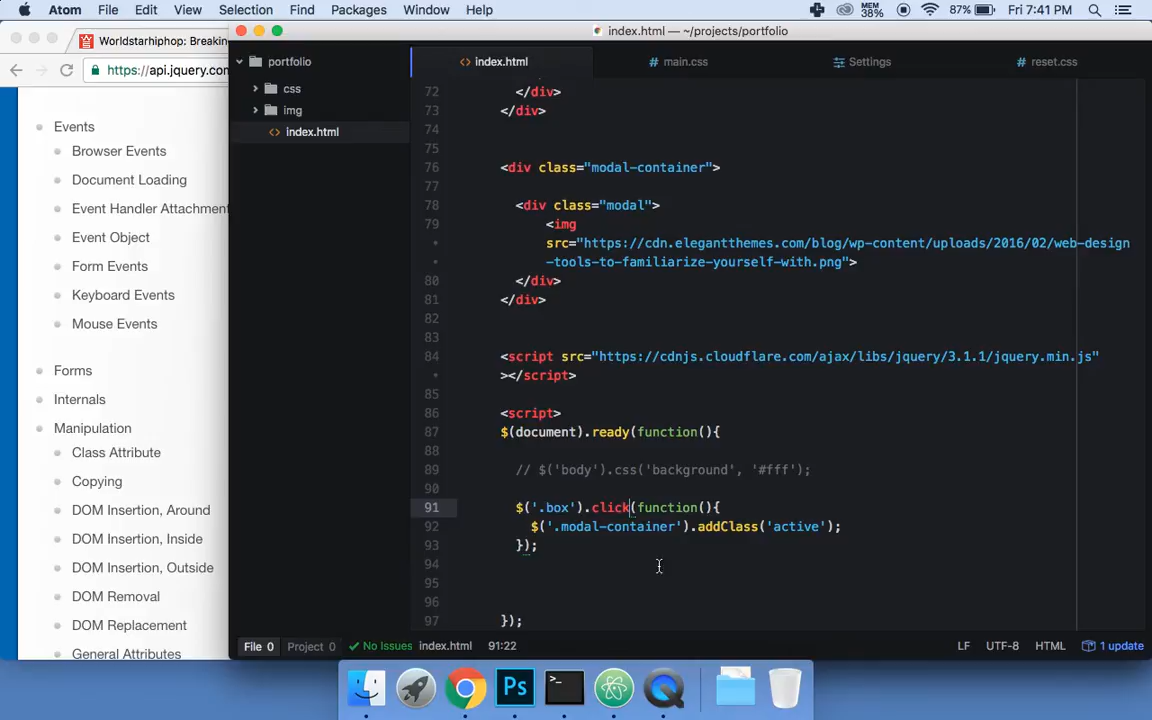 Atom File Edit View Selection Find Packages Window Help
MEM 38% 87% Fri 7:41 PM
Worldstarhiphop: Breakin
https://api.jquery.com
Events
Browser Events
Document Loading
Event Handler Attachment
Event Object
Form Events
Keyboard Events
Mouse Events
Forms
Internals
Manipulation
Class Attribute
Copying
DOM Insertion, Around
DOM Insertion, Inside
DOM Insertion, Outside
DOM Removal
DOM Replacement
General Attributes
index.html — ~/projects/portfolio
portfolio
css
img
index.html
index.html main.css Settings reset.css
72 </div>
73 </div>
74
75
76 <div class="modal-container">
77
78 <div class="modal">
79 <img
src="https://cdn.elegantthemes.com/blog/wp-content/uploads/2016/02/web-design
-tools-to-familiarize-yourself-with.png">
80 </div>
81 </div>
82
83
84 <script src="https://cdnjs.cloudflare.com/ajax/libs/jquery/3.1.1/jquery.min.js"
></script>
85
86 <script>
87 $(document).ready(function(){
88
89 // $('body').css('background', '#fff');
90
91 $('.box').click(function(){
92 $('.modal-container').addClass('active');
93 });
94
95
96
97 });
File 0 Project 0 No Issues index.html 91:22 LF UTF-8 HTML 1 update
Ps
>_